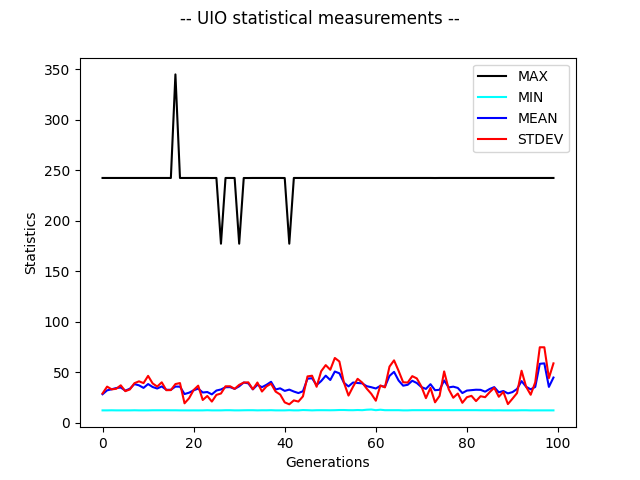 -- UIO statistical measurements --
350
300
250
200
150
100
50
0
Statistics
MAX
MIN
MEAN
STDEV
0 20 40 60 80 100
Generations